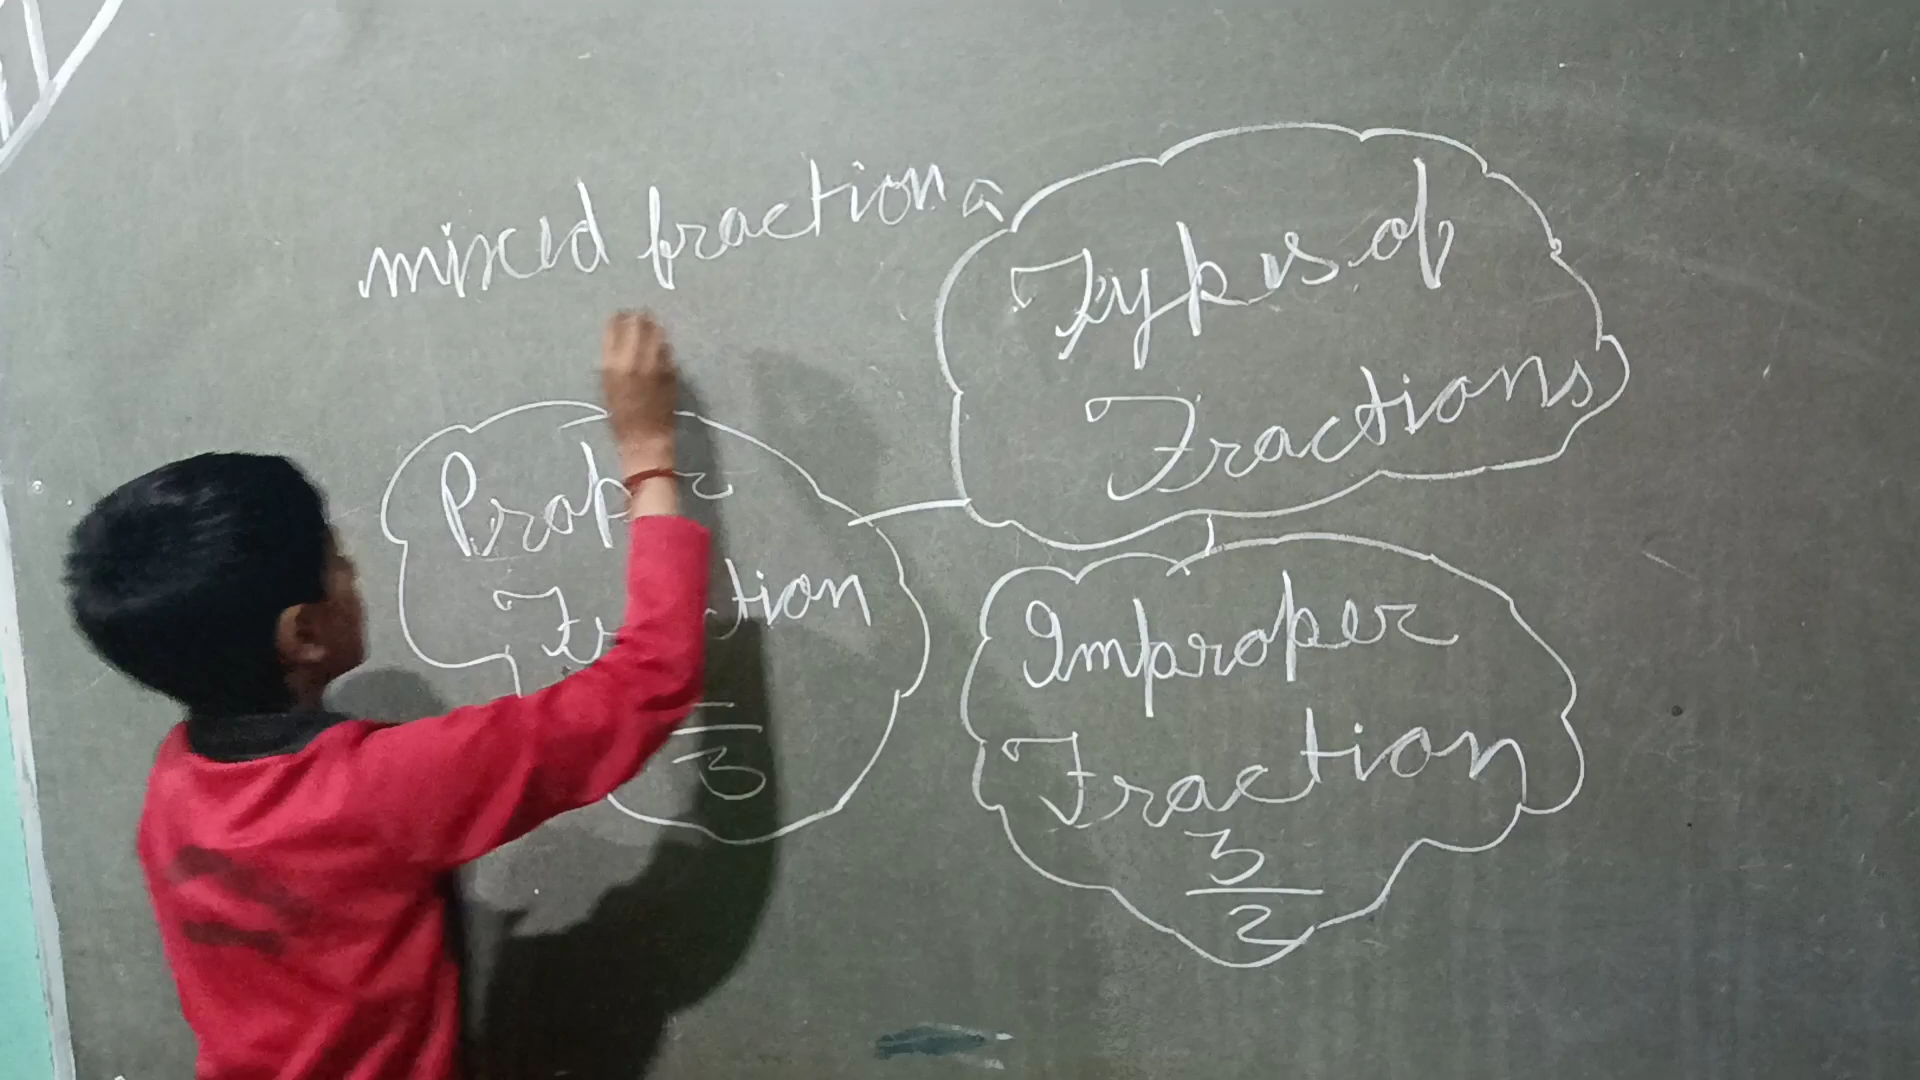 mixed fraction
Types of
Fractions
Proper
Fraction
3
Improper
Fraction
3
2